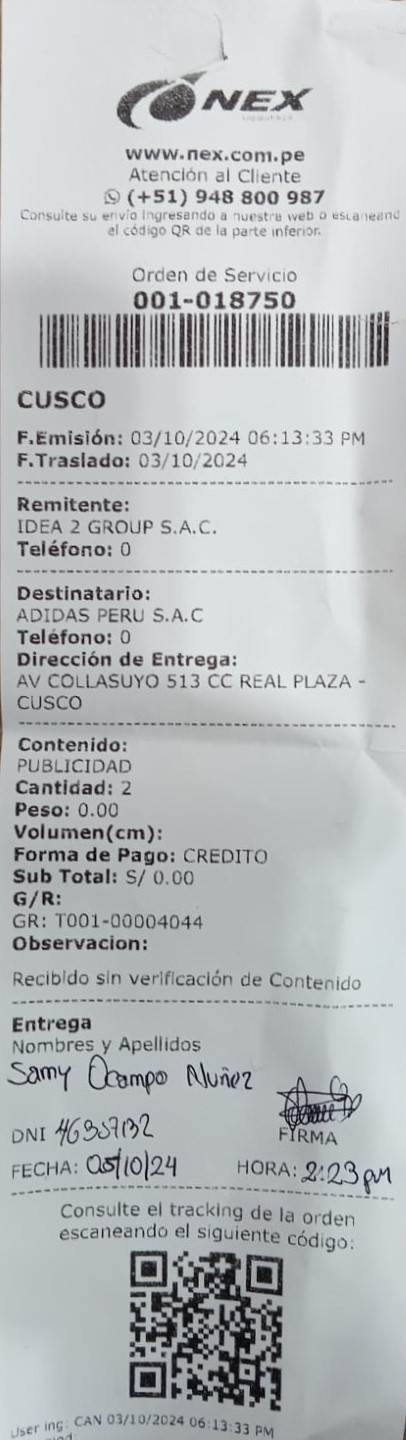 NEX
www.nex.com.pe
Atención al Cliente
(+51) 948 800 987
Consulte su envío ingresando a nuestra web o escaneand
el código QR de la parte inferior.
Orden de Servicio
001-018750
CUSCO
F.Emisión: 03/10/2024 06:13:33 PM
F.Traslado: 03/10/2024
Remitente:
IDEA 2 GROUP S.A.C.
Teléfono: 0
Destinatario:
ADIDAS PERU S.A.C
Teléfono: 0
Dirección de Entrega:
AV COLLASUYO 513 CC REAL PLAZA -
CUSCO
Contenido:
PUBLICIDAD
Cantidad: 2
Peso: 0.00
Volumen(cm):
Forma de Pago: CREDITO
Sub Total: S/ 0.00
G/R:
GR: T001-00004044
Observacion:
Recibido sin verificación de Contenido
Entrega
Nombres y Apellidos
Samy Ocampo Nuñez
DNI
FIRMA
FECHA: 05/10/24 HORA: 2:23 pm
Consulte el tracking de la orden
escaneando el siguiente código:
User ing: CAN 03/10/2024 06:13:33 PM